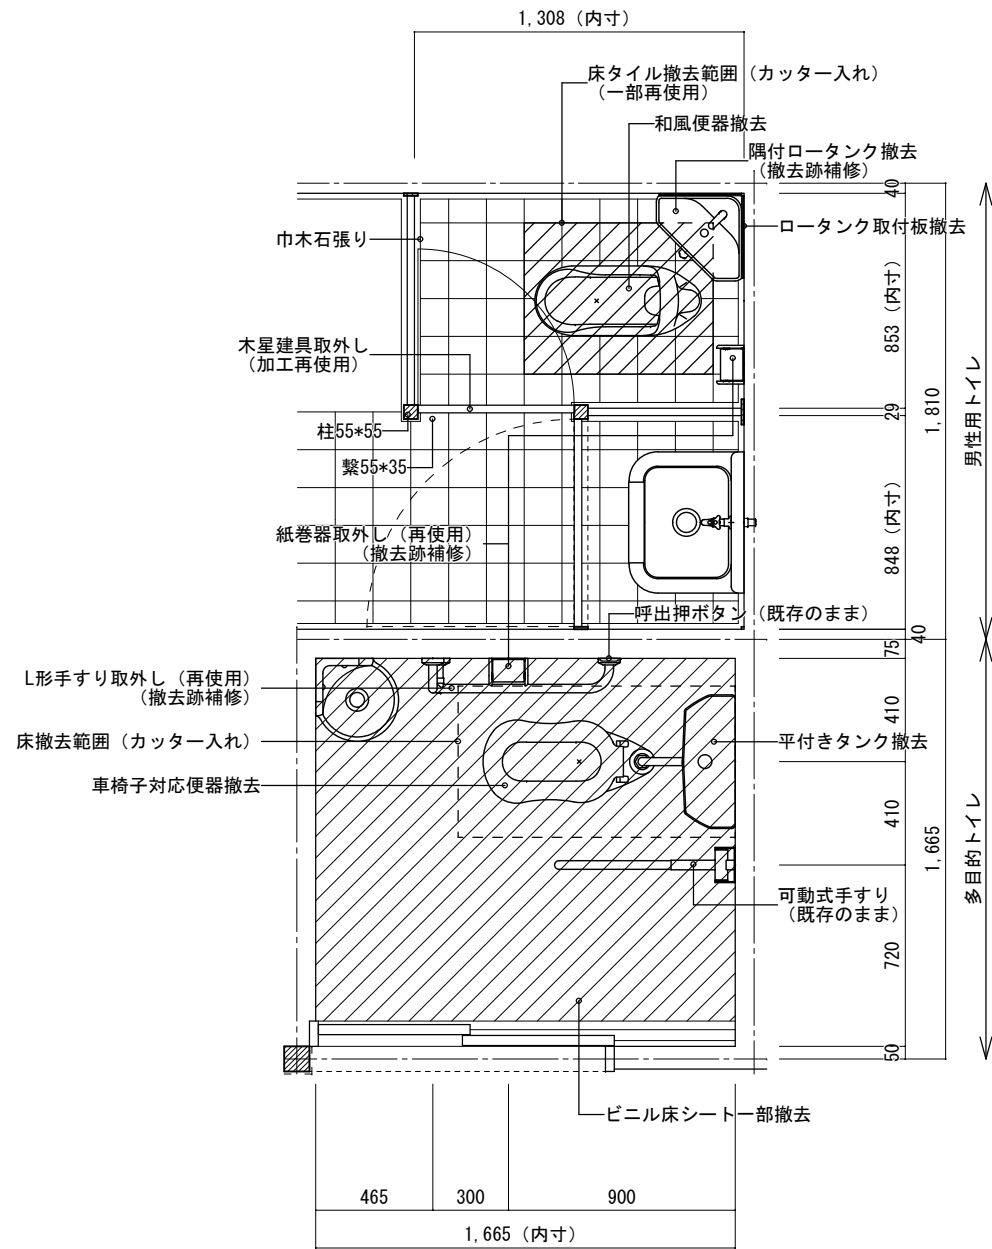 1,308 (内寸)
床タイル撤去範囲（カッター入れ）
（一部再使用）
和風便器撤去
隅付ロータンク撤去
（撤去跡補修）
40
巾木石張り
ロータンク取付板撤去
853 (内寸)
木星建具取外し
（加工再使用）
29
1,810
男性用トイレ
柱55*55
繋55*35
紙巻器取外し（再使用）
（撤去跡補修）
848 (内寸)
呼出押ボタン（既存のまま）
40
75
L形手すり取外し（再使用）
（撤去跡補修）
410
床撤去範囲（カッター入れ）
平付きタンク撤去
車椅子対応便器撤去
410
1,665
多目的トイレ
可動式手すり
（既存のまま）
720
50
ビニル床シート一部撤去
465
300
900
1,665 (内寸)